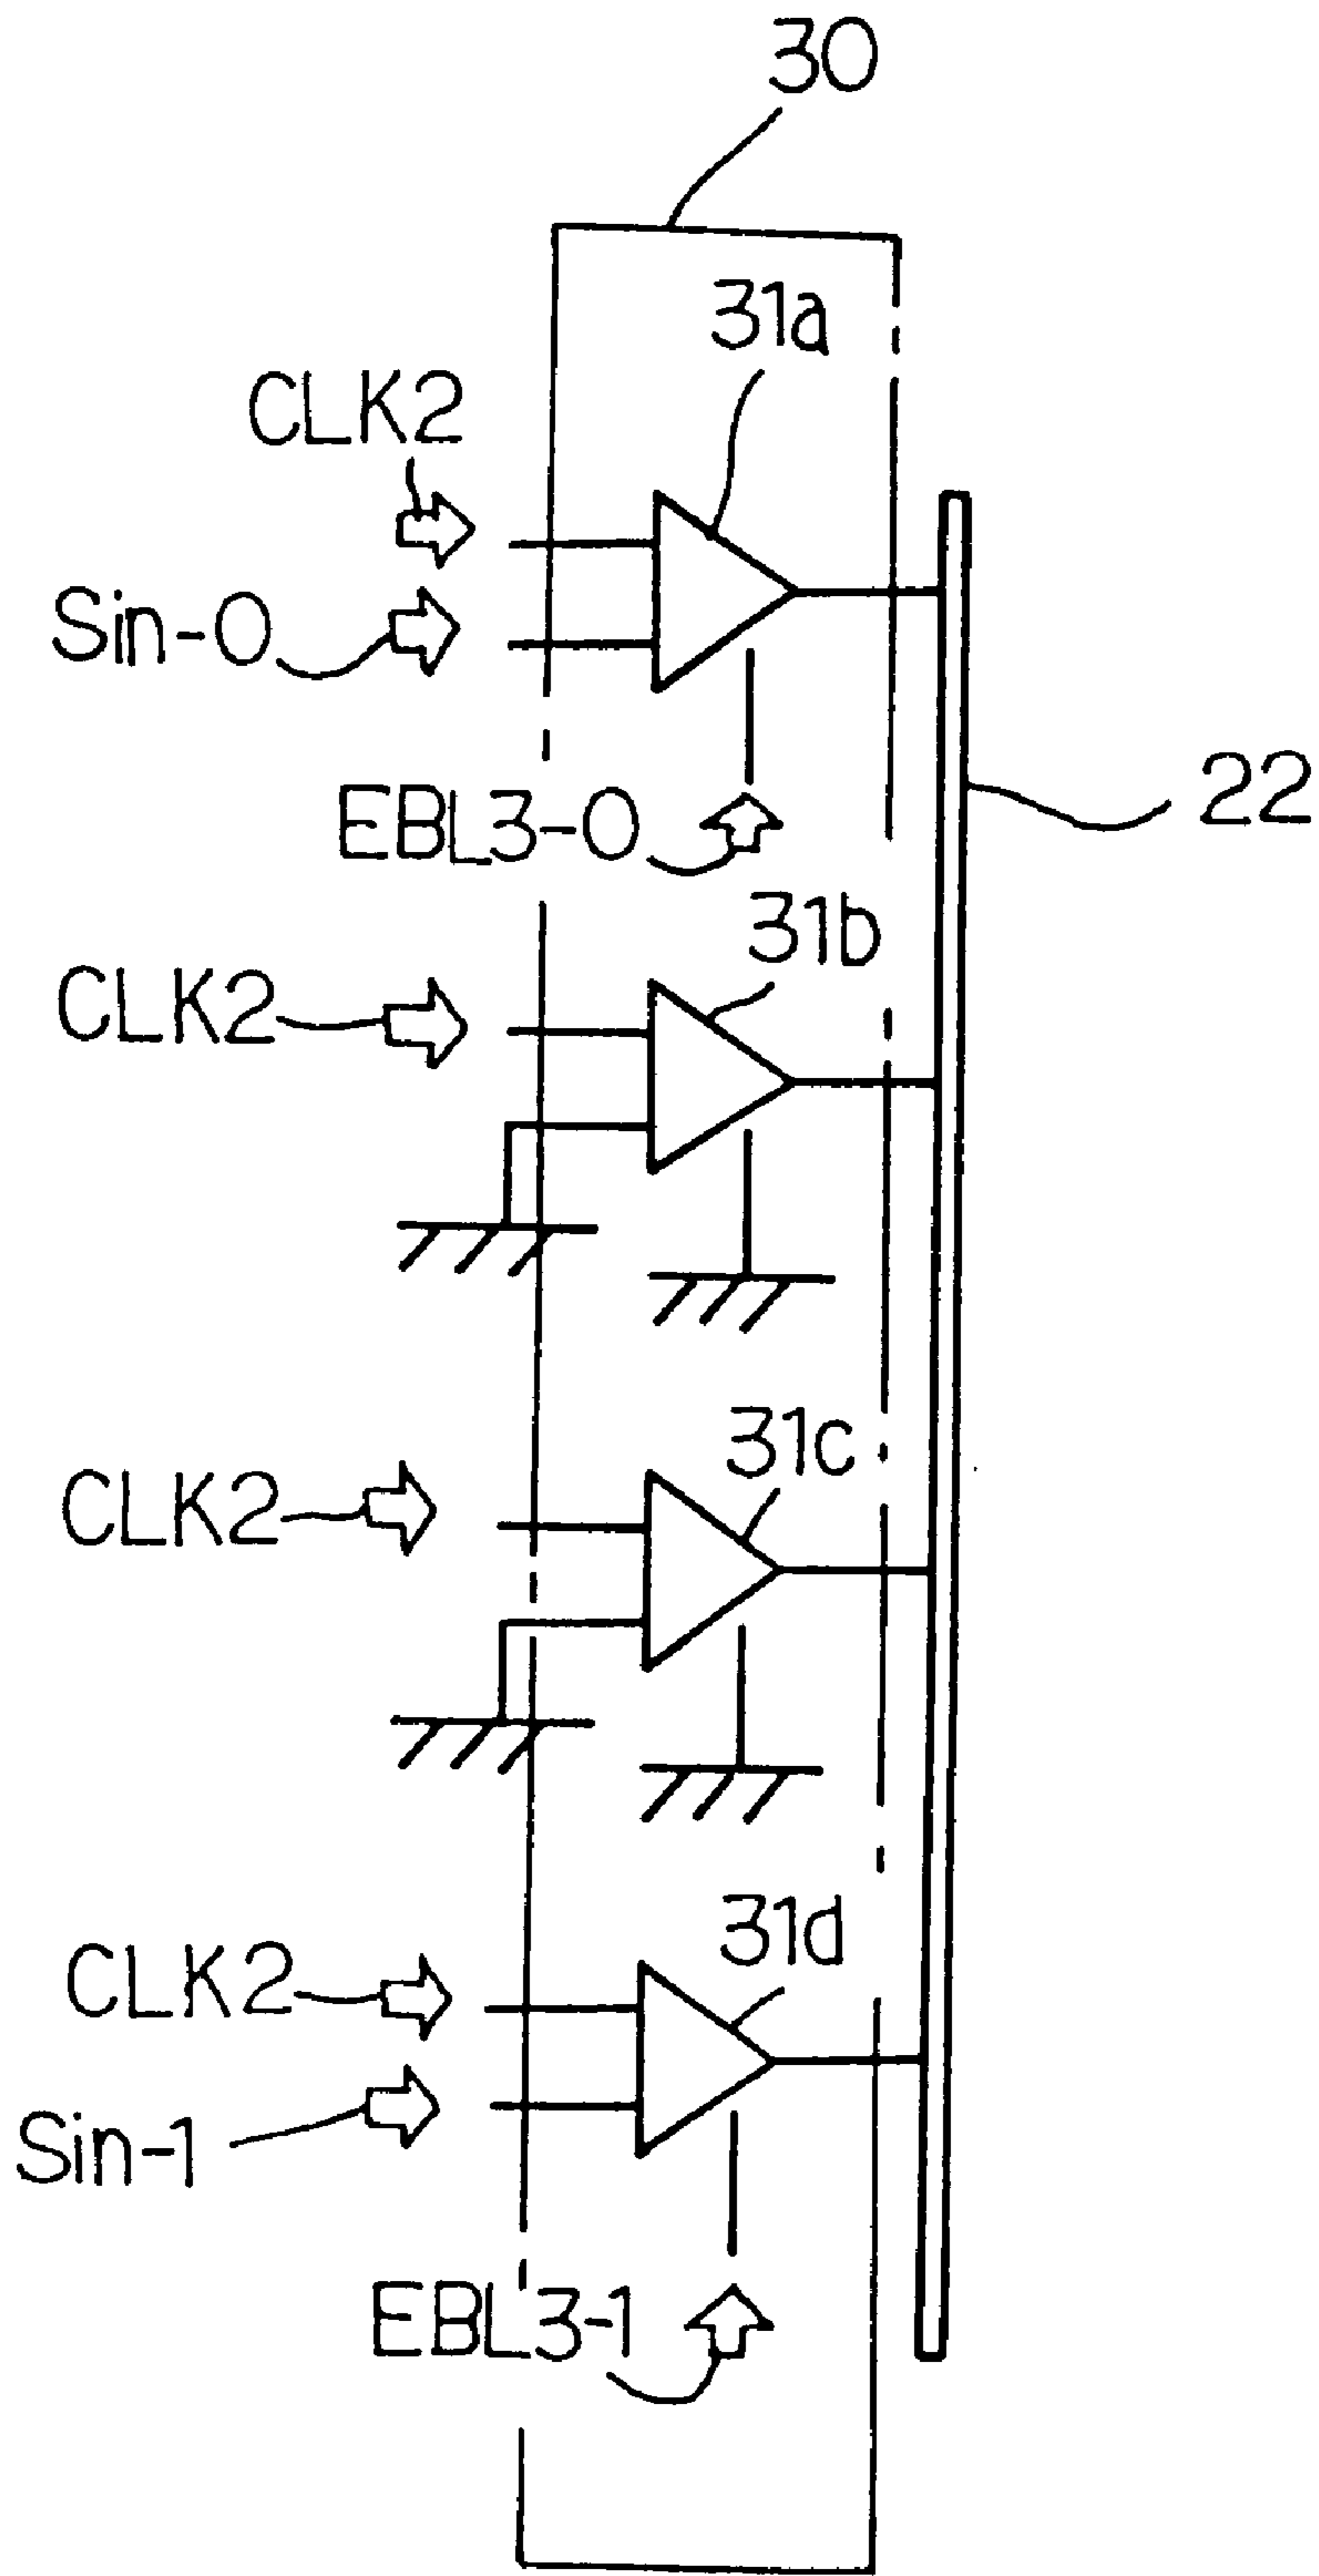 30
31a
CLK2
Sin-0
EBL3-0
22
31b
CLK2
31c
CLK2
31d
CLK2
Sin-1
EBL3-1